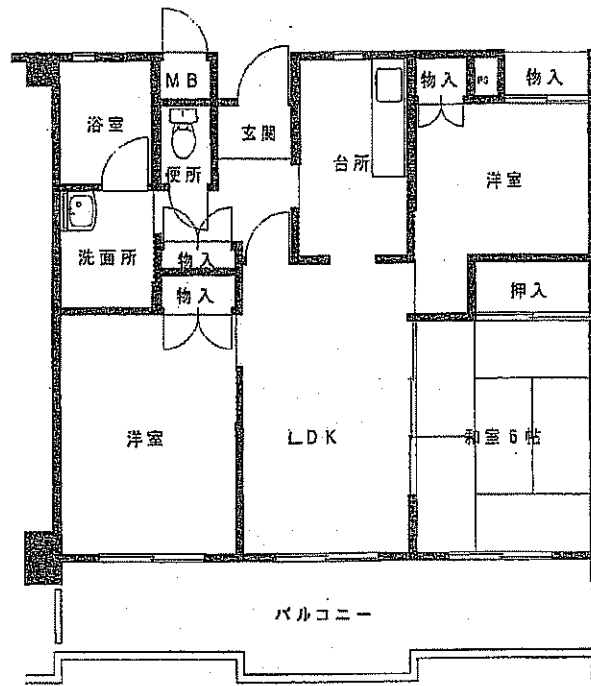 MB
物入
PS
物入
浴室
玄関
便所
台所
洋室
洗面所
物入
物入
押入
洋室
LDK
和室6帖
バルコニー